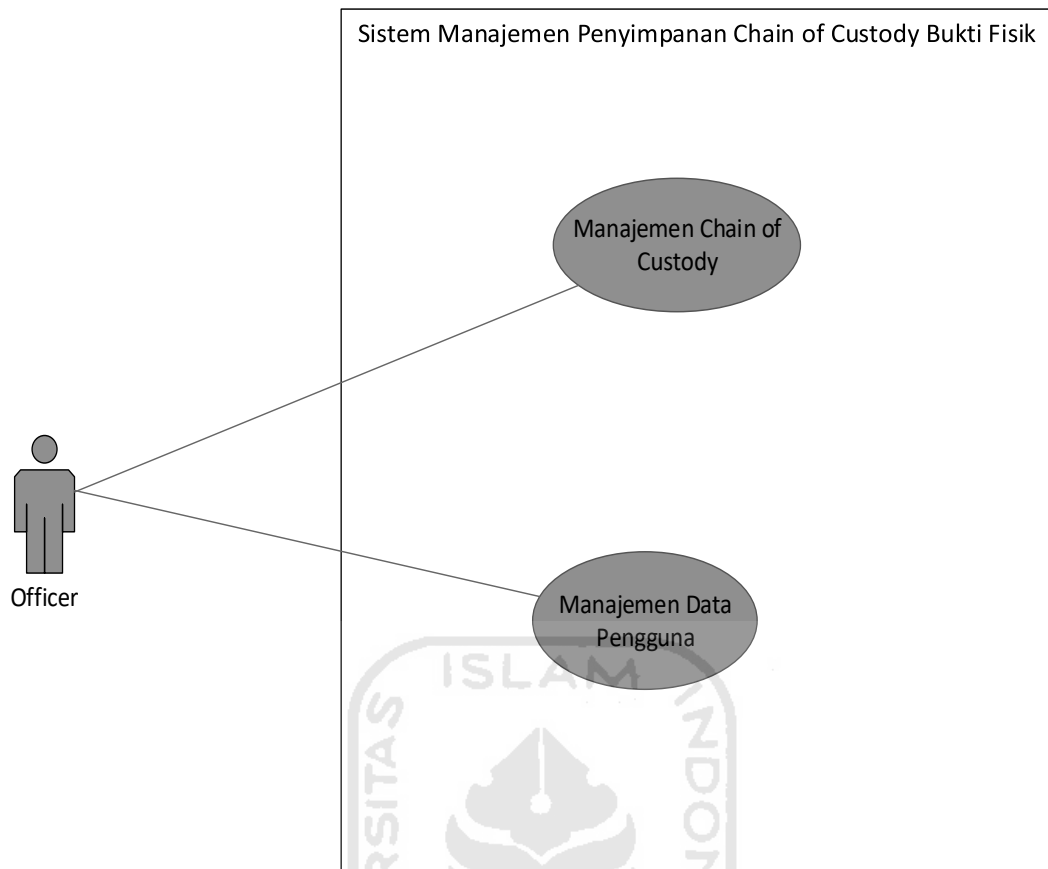 Sistem Manajemen Penyimpanan Chain of Custody Bukti Fisik
Manajemen Chain of
Custody
Officer
Manajemen Data
Pengguna
ISLAM